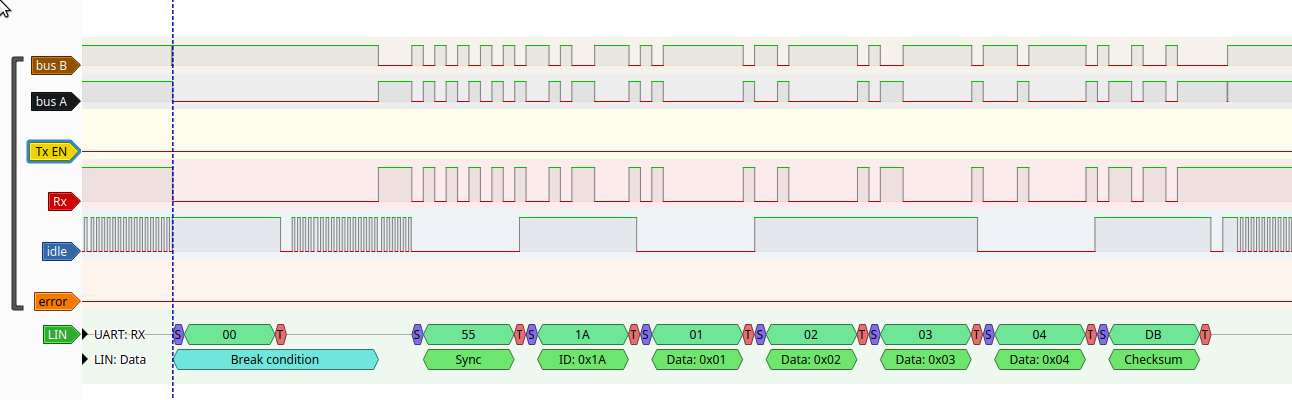 bus B
bus A
Tx EN
Rx
idle
error
LIN UART: RX S 00 T S 55 T S 1A T S 01 T S 02 T S 03 T S 04 T S DB T
LIN: Data Break condition Sync ID: 0x1A Data: 0x01 Data: 0x02 Data: 0x03 Data: 0x04 Checksum